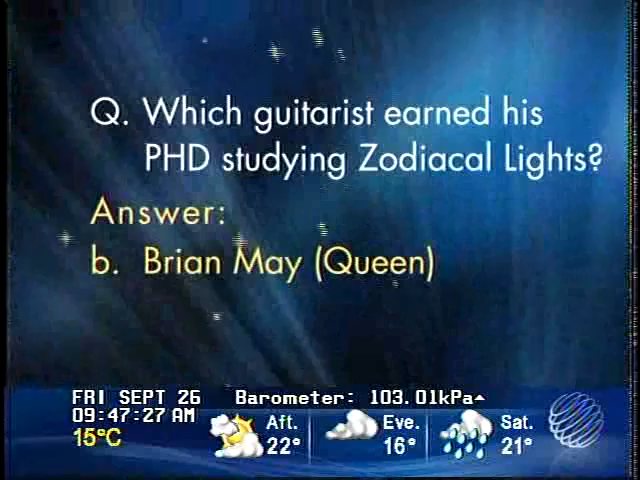 Q. Which guitarist earned his
PHD studying Zodiacal Lights?
Answer:
b. Brian May (Queen)
FRI SEPT 26 Barometer: 103.01kPa
09:47:27 AM
15°C
Aft. 22°
Eve. 16°
Sat. 21°